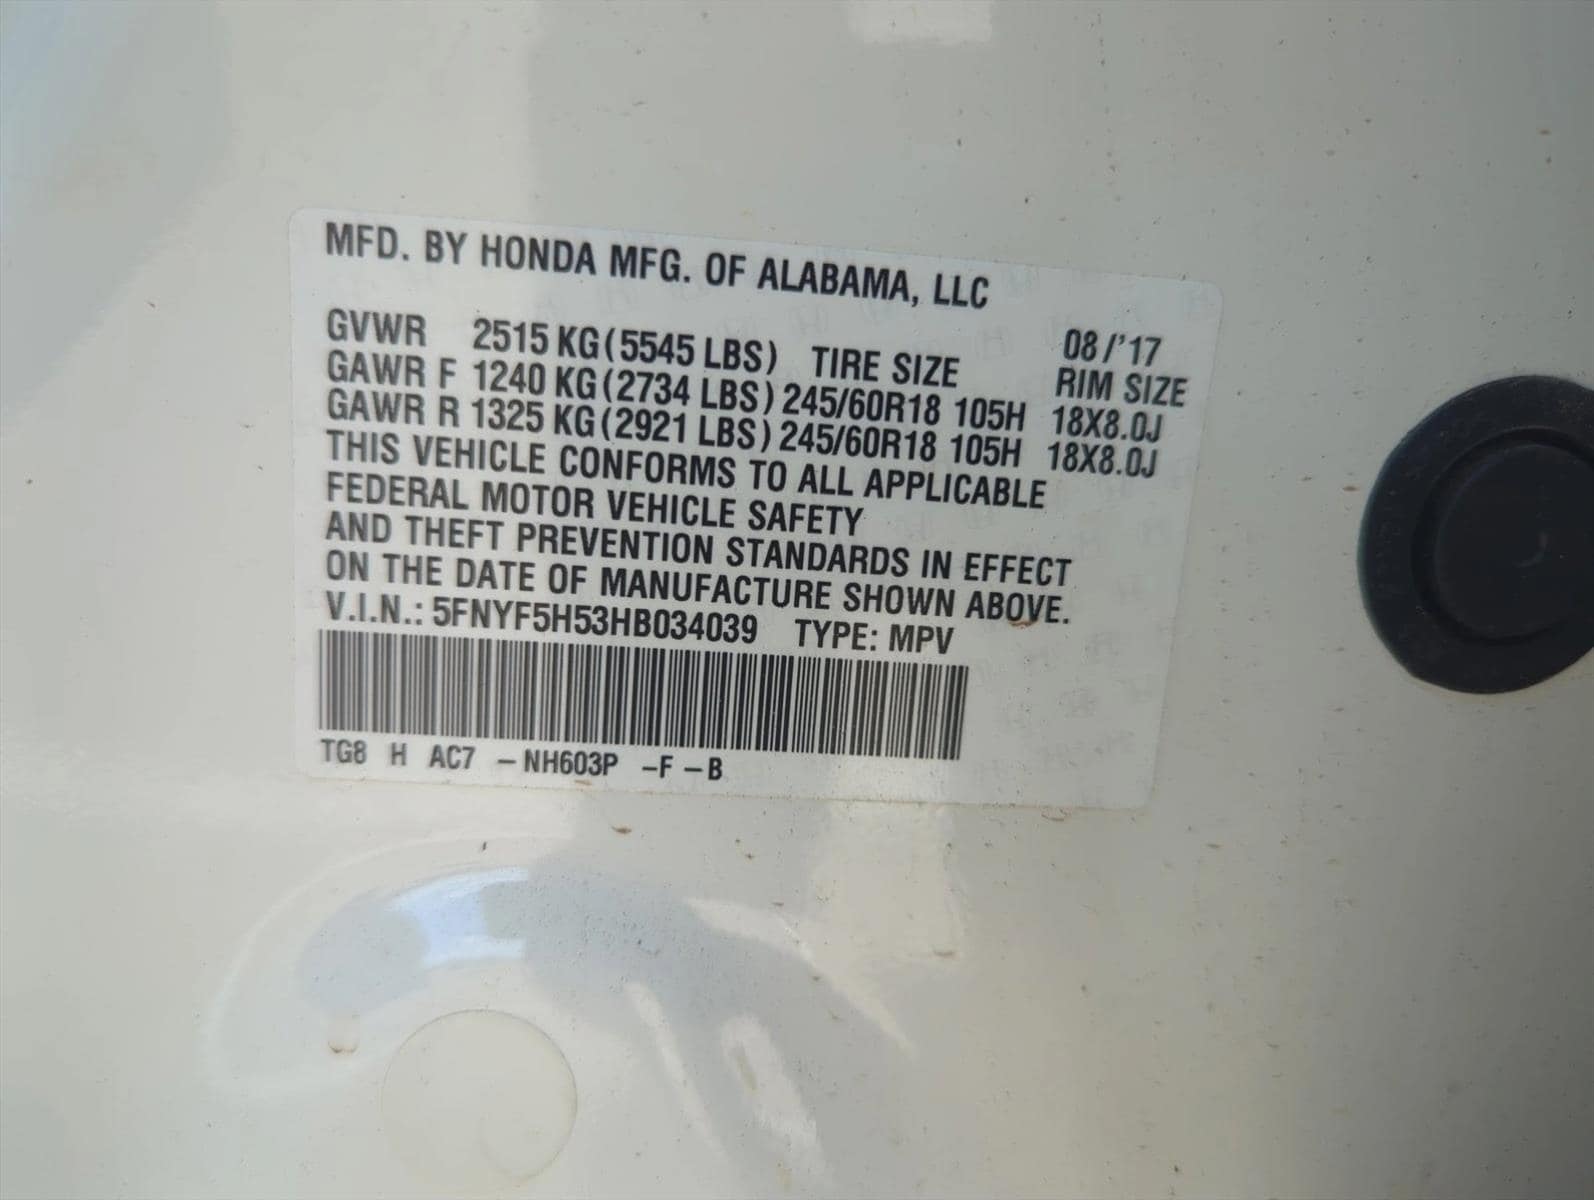 MFD. BY HONDA MFG. OF ALABAMA, LLC
08/'17
GVWR 2515 KG(5545 LBS) TIRE SIZE RIM SIZE
GAWR F 1240 KG(2734 LBS) 245/60R18 105H 18X8.0J
GAWR R 1325 KG(2921 LBS) 245/60R18 105H 18X8.0J
THIS VEHICLE CONFORMS TO ALL APPLICABLE
FEDERAL MOTOR VEHICLE SAFETY
AND THEFT PREVENTION STANDARDS IN EFFECT
ON THE DATE OF MANUFACTURE SHOWN ABOVE.
V.I.N.: 5FNYF5H53HB034039 TYPE: MPV
TG8 H AC7 -NH603P -F -B